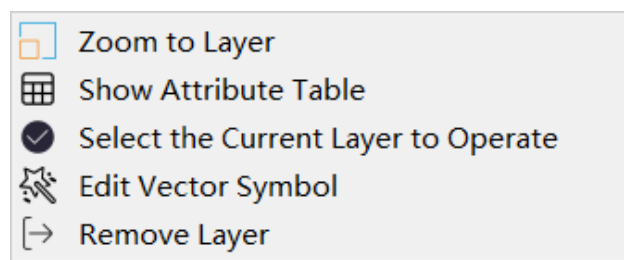 Zoom to Layer
Show Attribute Table
Select the Current Layer to Operate
Edit Vector Symbol
Remove Layer